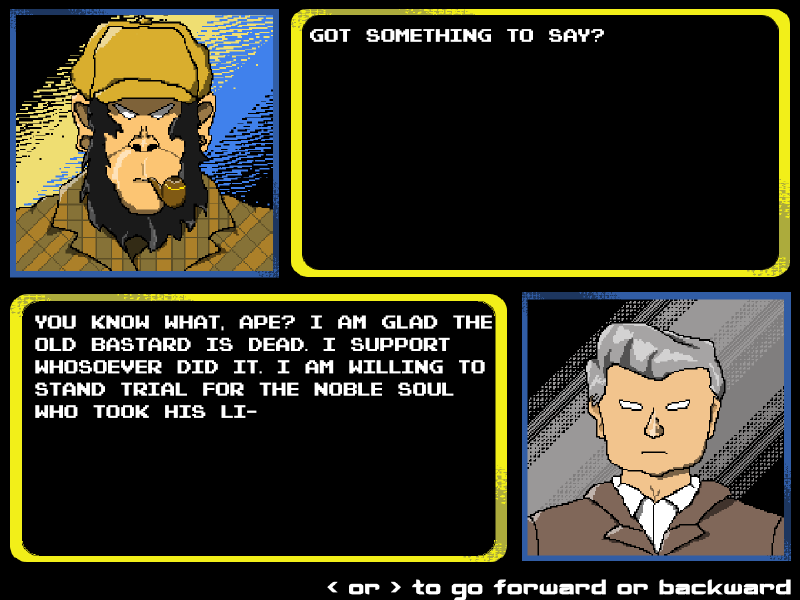 GOT SOMETHING TO SAY?
YOU KNOW WHAT, APE? I AM GLAD THE
OLD BASTARD IS DEAD. I SUPPORT
WHOSOEVER DID IT. I AM WILLING TO
STAND TRIAL FOR THE NOBLE SOUL
WHO TOOK HIS LI-
< or > to go forward or backward